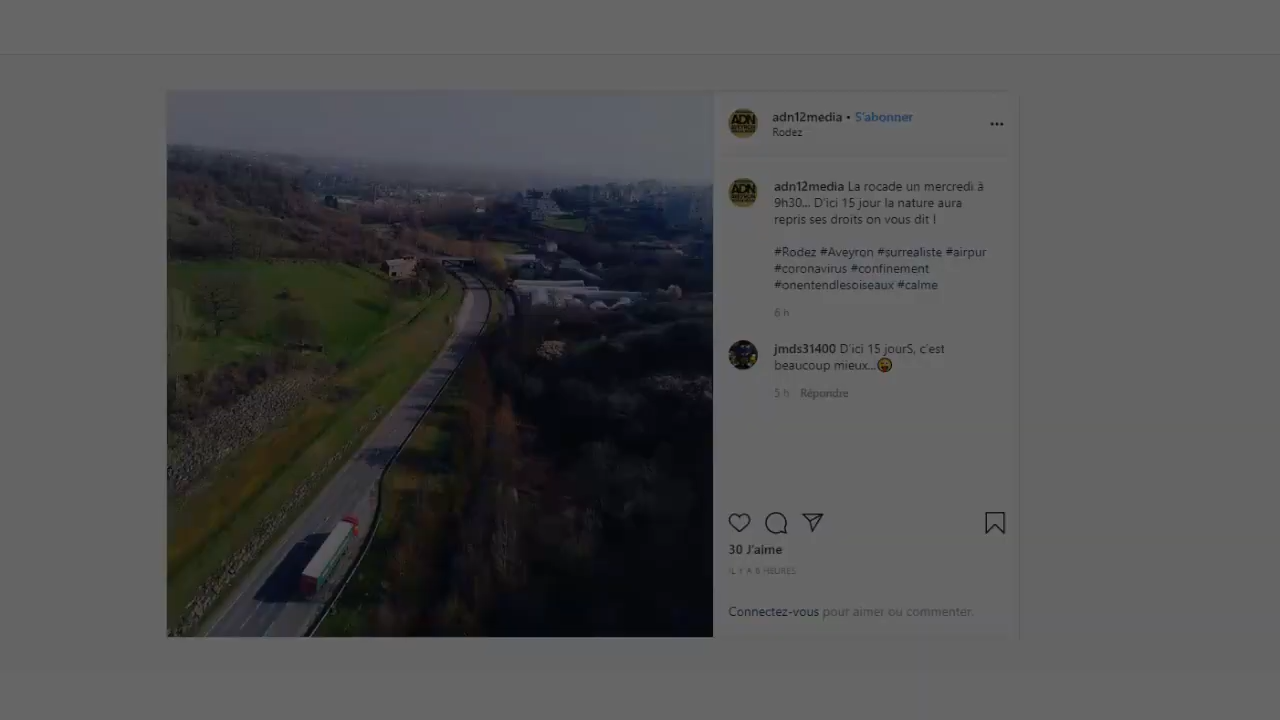 adn12media • S'abonner
Rodez
adn12media La rocade un mercredi à
9h30... D'ici 15 jour la nature aura
repris ses droits on vous dit !
#Rodez #Aveyron #surrealiste #airpur
#coronavirus #confinement
#onentendlesoiseaux #calme
6 h
jmds31400 D'ici 15 jourS, c'est
beaucoup mieux...
5 h Répondre
30 J'aime
IL Y A 6 HEURES
Connectez-vous pour aimer ou commenter.
ADN
ADN